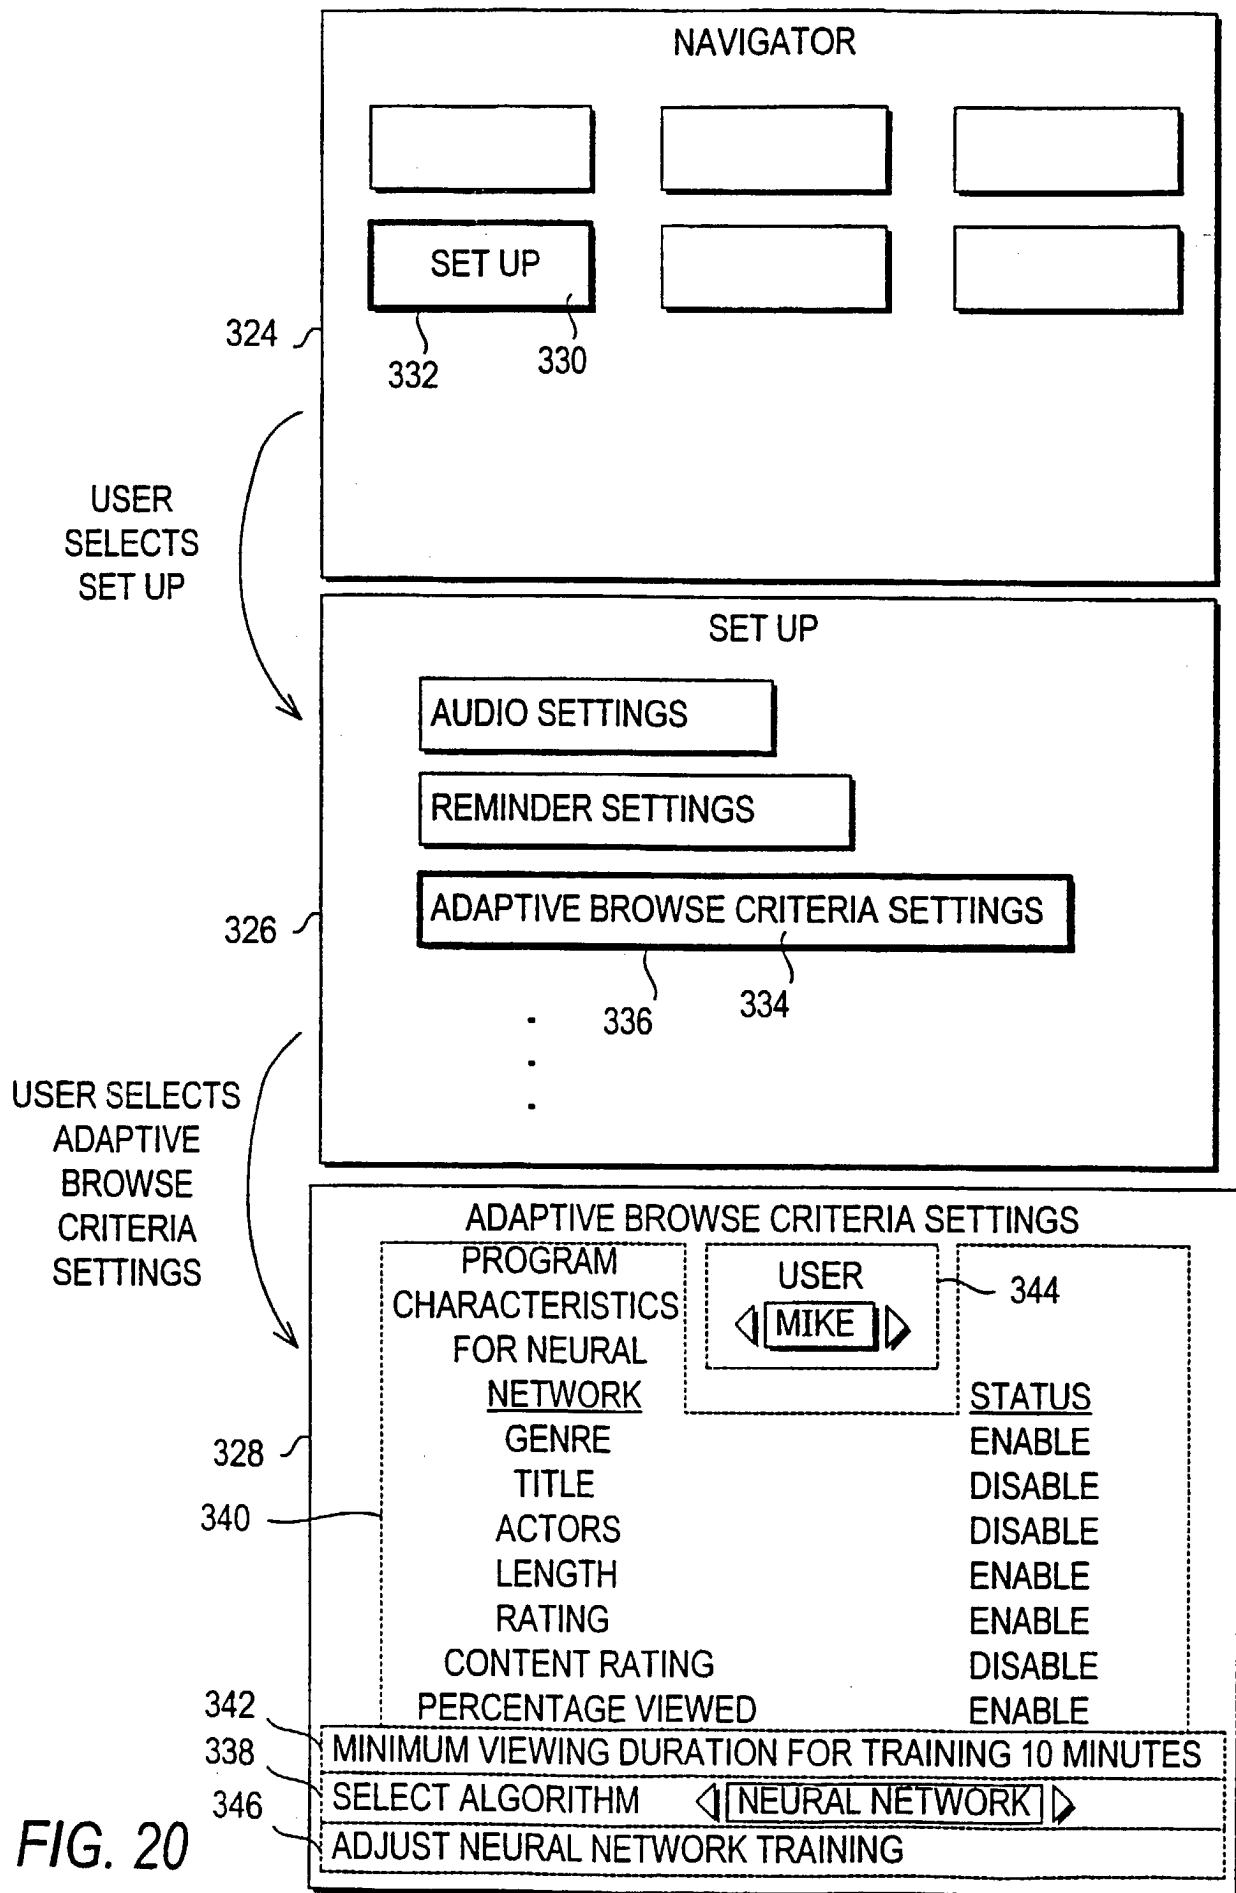 NAVIGATOR
SET UP
324
332
330
USER
SELECTS
SET UP
SET UP
AUDIO SETTINGS
REMINDER SETTINGS
ADAPTIVE BROWSE CRITERIA SETTINGS
326
336
334
.
.
.
USER SELECTS
ADAPTIVE
BROWSE
CRITERIA
SETTINGS
ADAPTIVE BROWSE CRITERIA SETTINGS
PROGRAM
CHARACTERISTICS
FOR NEURAL
NETWORK
USER
MIKE
344
STATUS
328
GENRE ENABLE
TITLE DISABLE
340
ACTORS DISABLE
LENGTH ENABLE
RATING ENABLE
CONTENT RATING DISABLE
PERCENTAGE VIEWED ENABLE
342
MINIMUM VIEWING DURATION FOR TRAINING 10 MINUTES
338
SELECT ALGORITHM NEURAL NETWORK
346
ADJUST NEURAL NETWORK TRAINING
FIG. 20